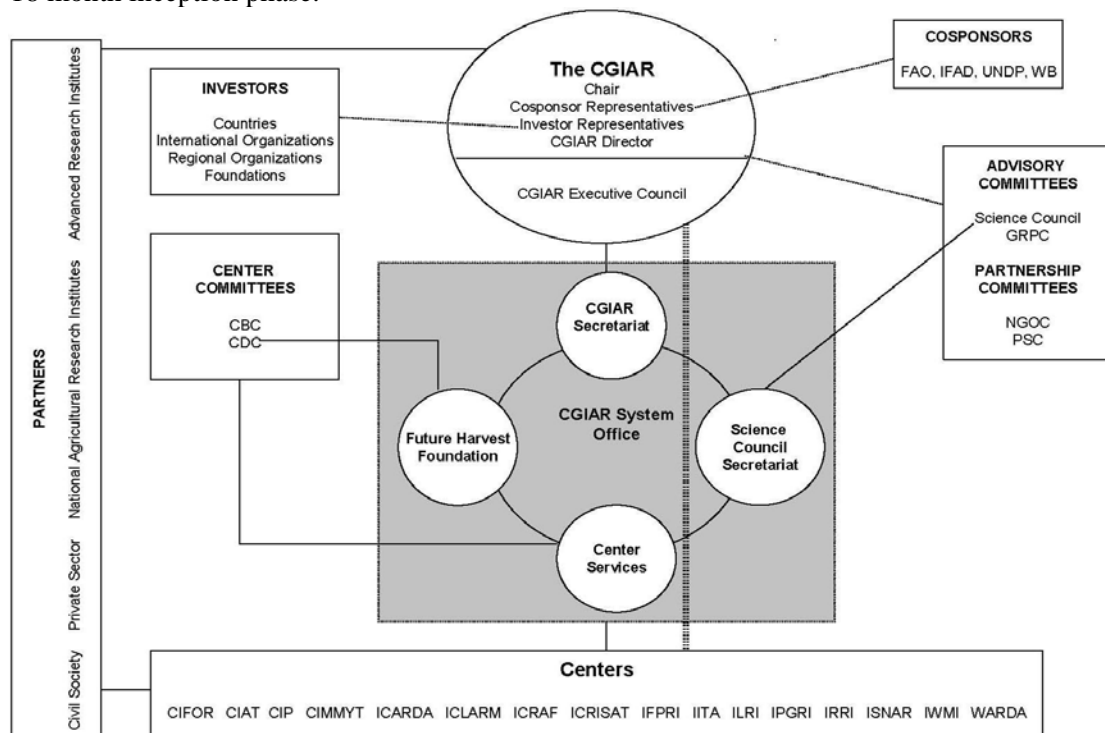 The CGIAR
Chair
Cosponsor Representatives
Investor Representatives
CGIAR Director
CGIAR Executive Council
COSPONSORS
FAO, IFAD, UNDP, WB
INVESTORS
Countries
International Organizations
Regional Organizations
Foundations
ADVISORY
COMMITTEES
Science Council
GRPC
PARTNERSHIP
COMMITTEES
NGOC
PSC
CENTER
COMMITTEES
CBC
CDC
CGIAR
Secretariat
CGIAR System
Office
Future Harvest
Foundation
Science
Council
Secretariat
Center
Services
PARTNERS
Civil Society Private Sector National Agricultural Research Institutes Advanced Research Institutes
Centers
CIFOR CIAT CIP CIMMYT ICARDA ICLARM ICRAF ICRISAT IFPRI IITA ILRI IPGRI IRRI ISNAR IWMI WARDA